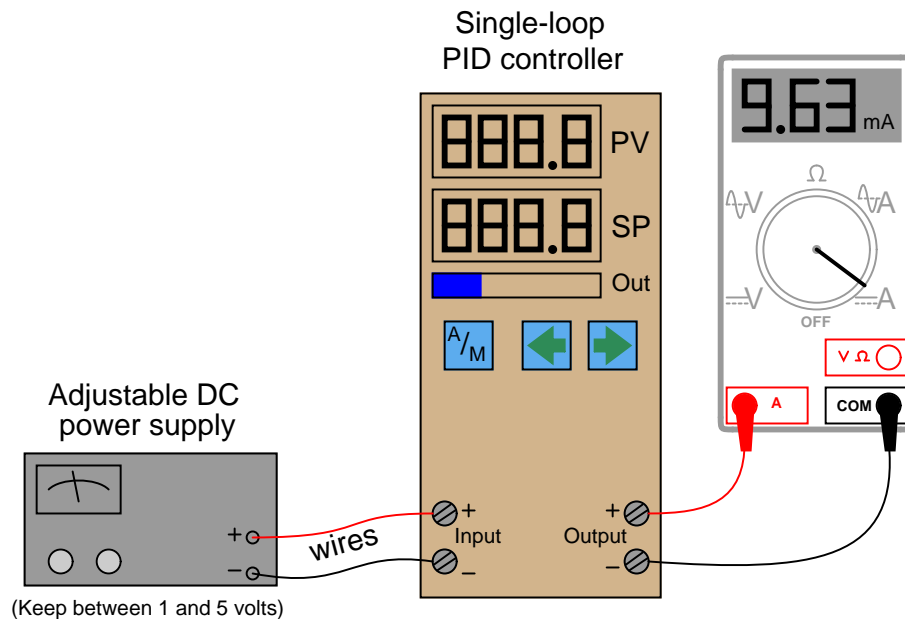 Single-loop
PID controller
9.63 mA
888.8 PV
888.8 SP
Out
Ω
V
A
V
A
OFF
A/M
V Ω
A
COM
Adjustable DC
power supply
+
−
wires
+
Input
−
+
Output
−
(Keep between 1 and 5 volts)